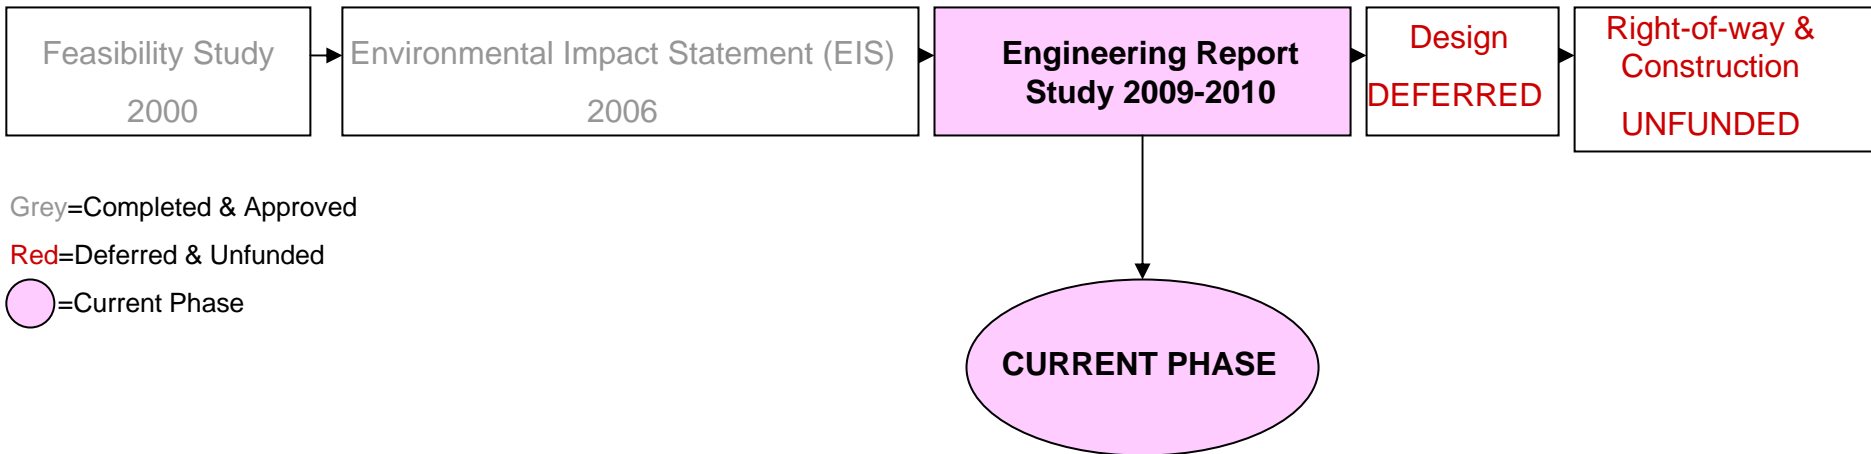 Feasibility Study
2000
Environmental Impact Statement (EIS)
2006
Engineering Report
Study 2009-2010
Design
DEFERRED
Right-of-way &
Construction
UNFUNDED
Grey=Completed & Approved
Red=Deferred & Unfunded
=Current Phase
CURRENT PHASE